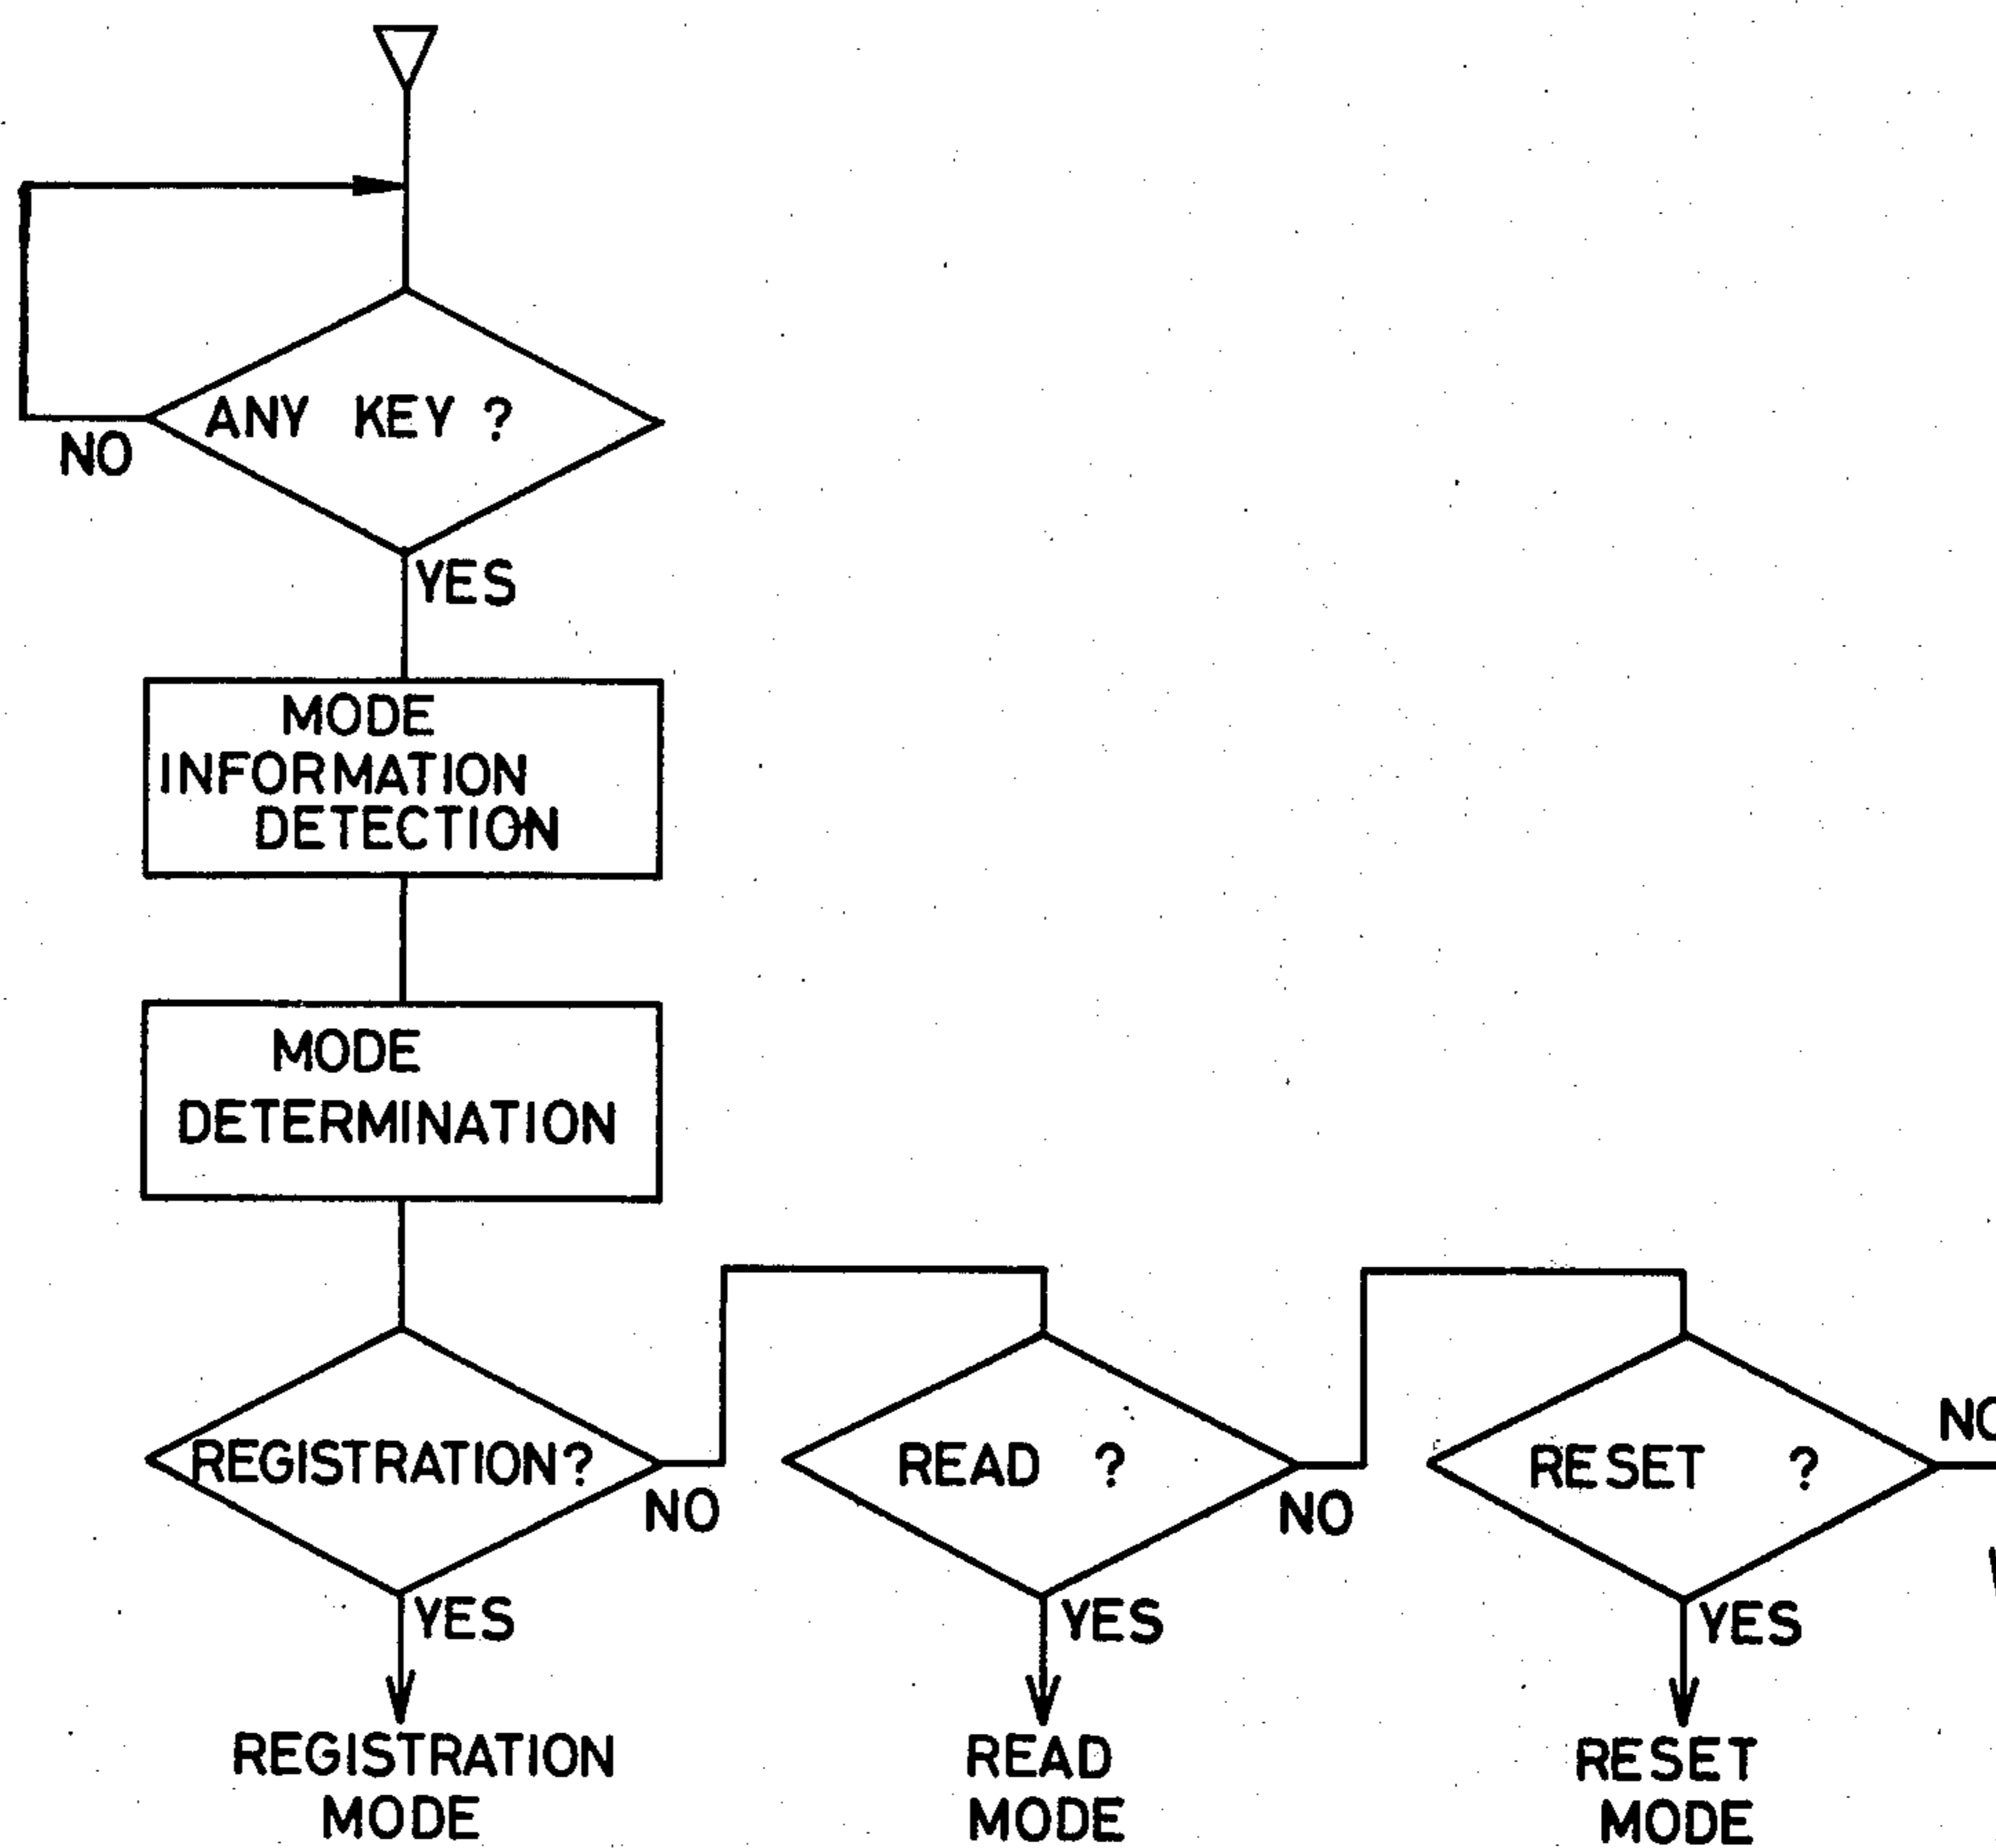 ANY KEY ?
NO
YES
MODE
INFORMATION
DETECTION
MODE
DETERMINATION
REGISTRATION?
NO
YES
REGISTRATION
MODE
READ ?
NO
YES
READ
MODE
RESET ?
NO
YES
RESET
MODE